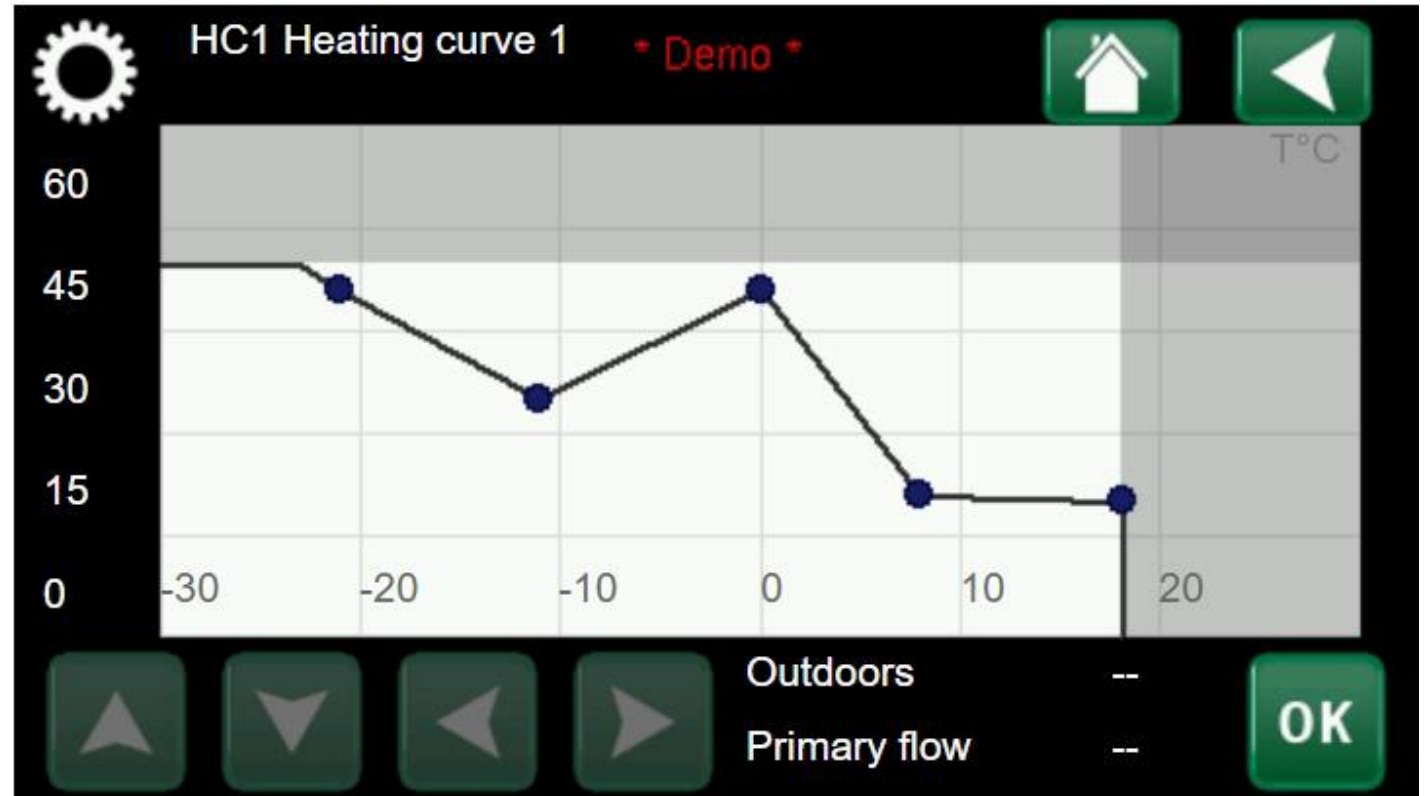 HC1 Heating curve 1
* Demo *
T°C
60
45
30
15
0
-30 -20 -10 0 10 20
Outdoors --
Primary flow --
OK